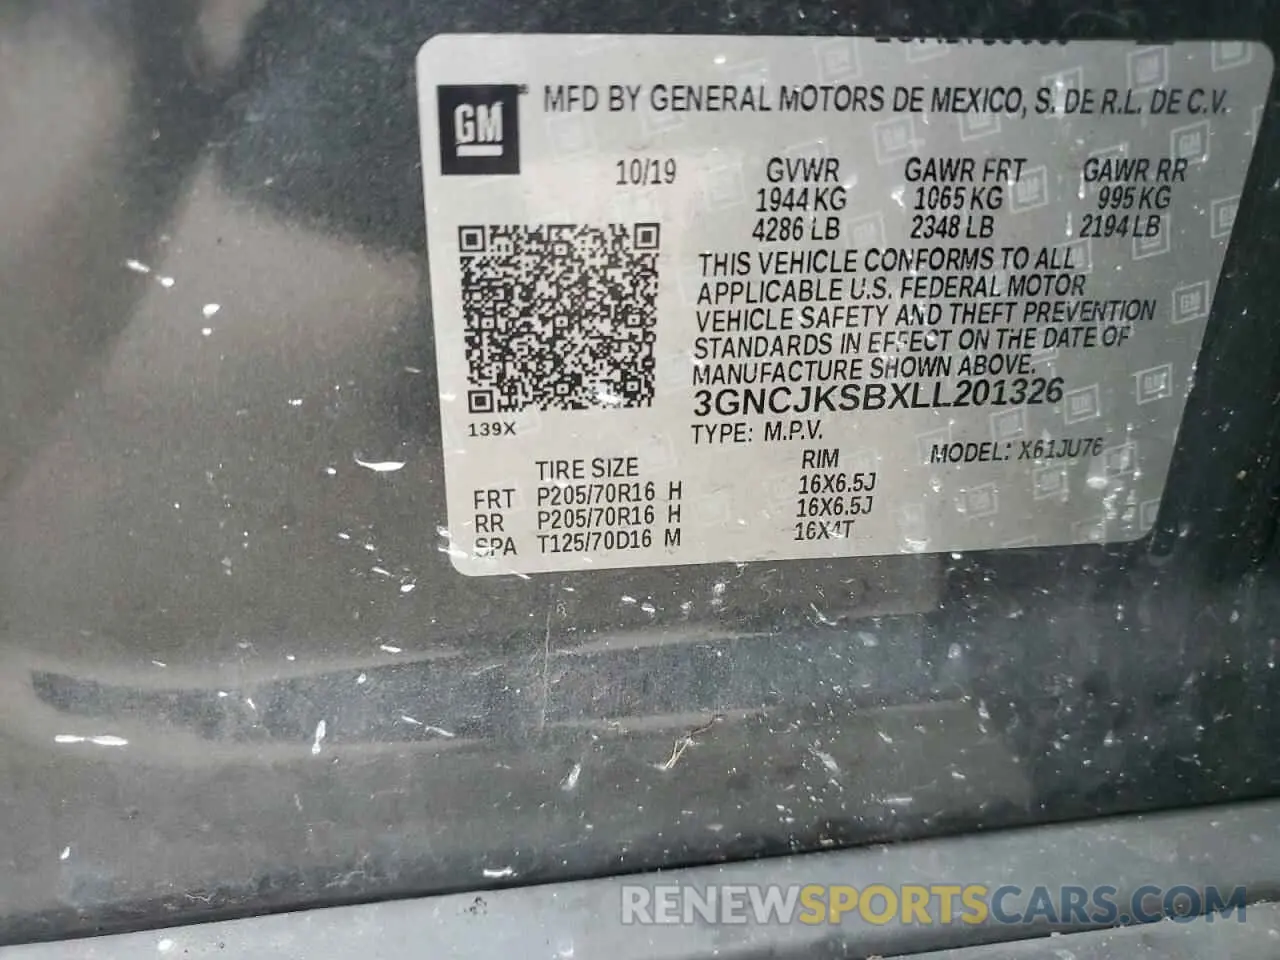 GM
MFD BY GENERAL MOTORS DE MEXICO, S. DE R.L. DE C.V.
10/19 GVWR GAWR FRT GAWR RR
1944 KG 1065 KG 995 KG
4286 LB 2348 LB 2194 LB
THIS VEHICLE CONFORMS TO ALL
APPLICABLE U.S. FEDERAL MOTOR
VEHICLE SAFETY AND THEFT PREVENTION
STANDARDS IN EFFECT ON THE DATE OF
MANUFACTURE SHOWN ABOVE.
3GNCJKSBXLL201326
139X
TYPE: M.P.V. MODEL: X61JU76
TIRE SIZE RIM
FRT P205/70R16 H 16X6.5J
RR P205/70R16 H 16X6.5J
SPA T125/70D16 M 16X4T
RENEWSPORTSCARS.COM